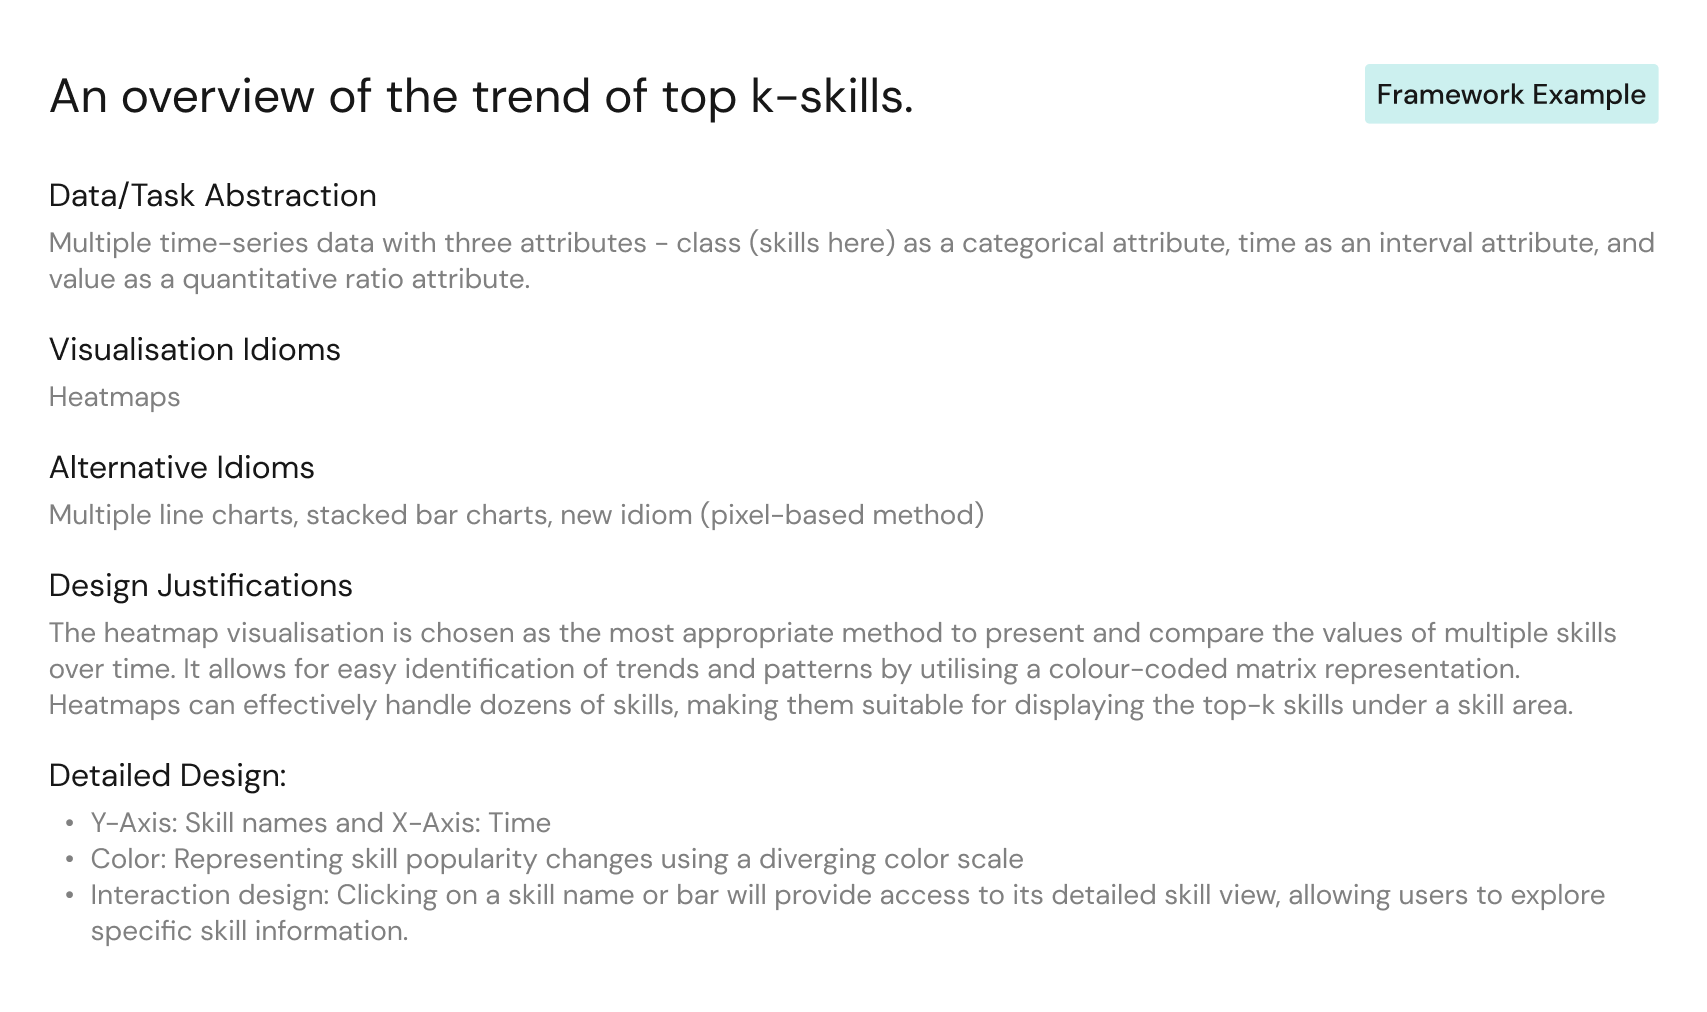 An overview of the trend of top k-skills.
Framework Example
Data/Task Abstraction
Multiple time-series data with three attributes - class (skills here) as a categorical attribute, time as an interval attribute, and
value as a quantitative ratio attribute.
Visualisation Idioms
Heatmaps
Alternative Idioms
Multiple line charts, stacked bar charts, new idiom (pixel-based method)
Design Justifications
The heatmap visualisation is chosen as the most appropriate method to present and compare the values of multiple skills
over time. It allows for easy identification of trends and patterns by utilising a colour-coded matrix representation.
Heatmaps can effectively handle dozens of skills, making them suitable for displaying the top-k skills under a skill area.
Detailed Design:
• Y-Axis: Skill names and X-Axis: Time
• Color: Representing skill popularity changes using a diverging color scale
• Interaction design: Clicking on a skill name or bar will provide access to its detailed skill view, allowing users to explore
specific skill information.